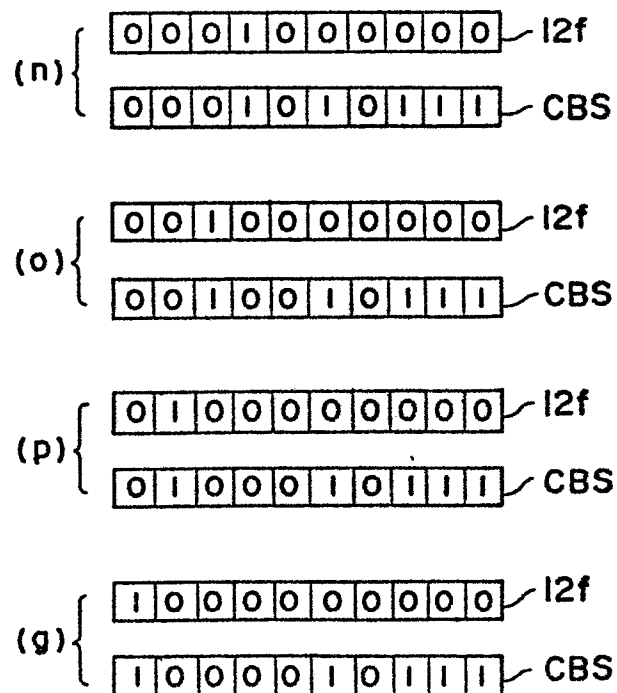 0 0 0 1 0 0 0 0 0 0 12f
(n)
0 0 0 1 0 1 0 1 1 1 CBS
0 0 1 0 0 0 0 0 0 0 12f
(o)
0 0 1 0 0 1 0 1 1 1 CBS
0 1 0 0 0 0 0 0 0 0 12f
(p)
0 1 0 0 0 1 0 1 1 1 CBS
1 0 0 0 0 0 0 0 0 0 12f
(g)
1 0 0 0 0 1 0 1 1 1 CBS